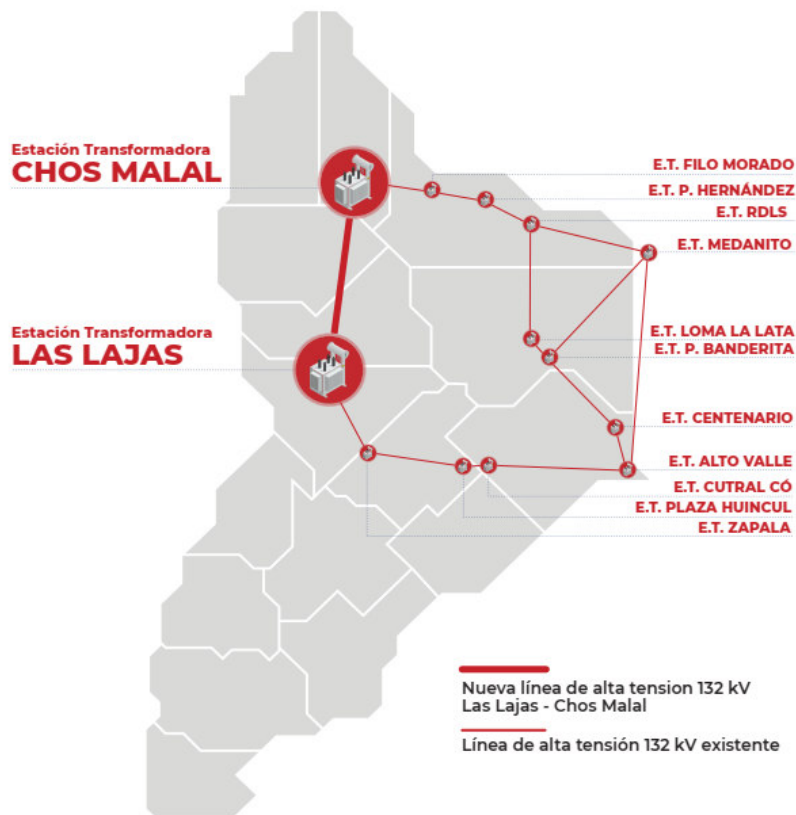 Estación Transformadora
CHOS MALAL
E.T. FILO MORADO
E.T. P. HERNÁNDEZ
E.T. RDLS
E.T. MEDANITO
Estación Transformadora
LAS LAJAS
E.T. LOMA LA LATA
E.T. P. BANDERITA
E.T. CENTENARIO
E.T. ALTO VALLE
E.T. CUTRAL CÓ
E.T. PLAZA HUINCUL
E.T. ZAPALA
Nueva línea de alta tension 132 kV
Las Lajas - Chos Malal
Línea de alta tensión 132 kV existente